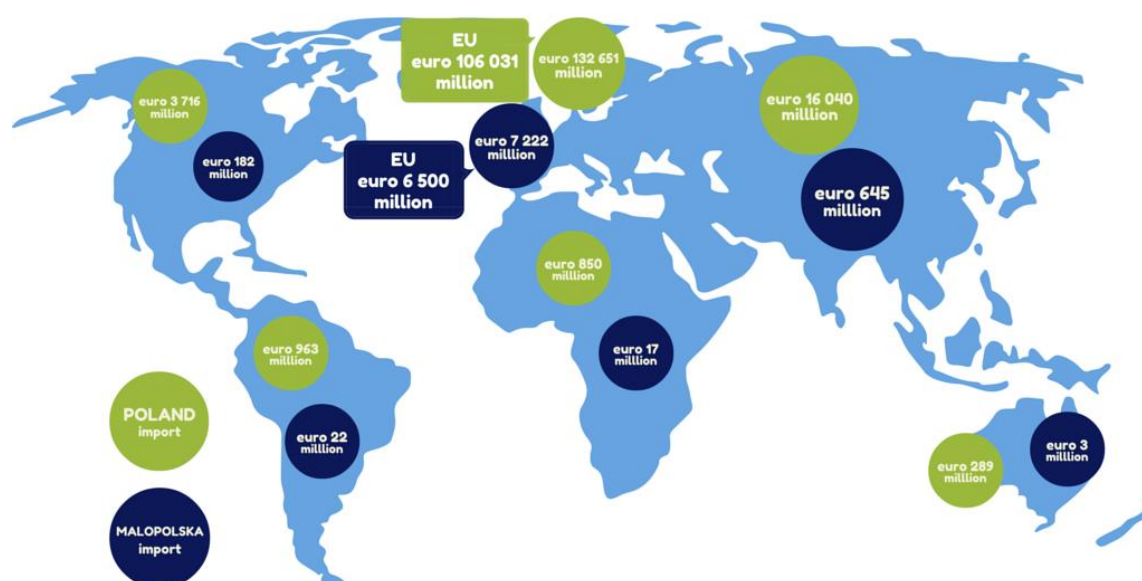 EU
euro 106 031
million
euro 132 651
million
euro 3 716
milllion
euro 16 040
milllion
euro 7 222
milllion
euro 182
million
EU
euro 6 500
million
euro 645
milllion
euro 850
milllion
euro 963
milllion
euro 17
milllion
POLAND
import
euro 22
milllion
euro 3
milllion
euro 289
milllion
MALOPOLSKA
import